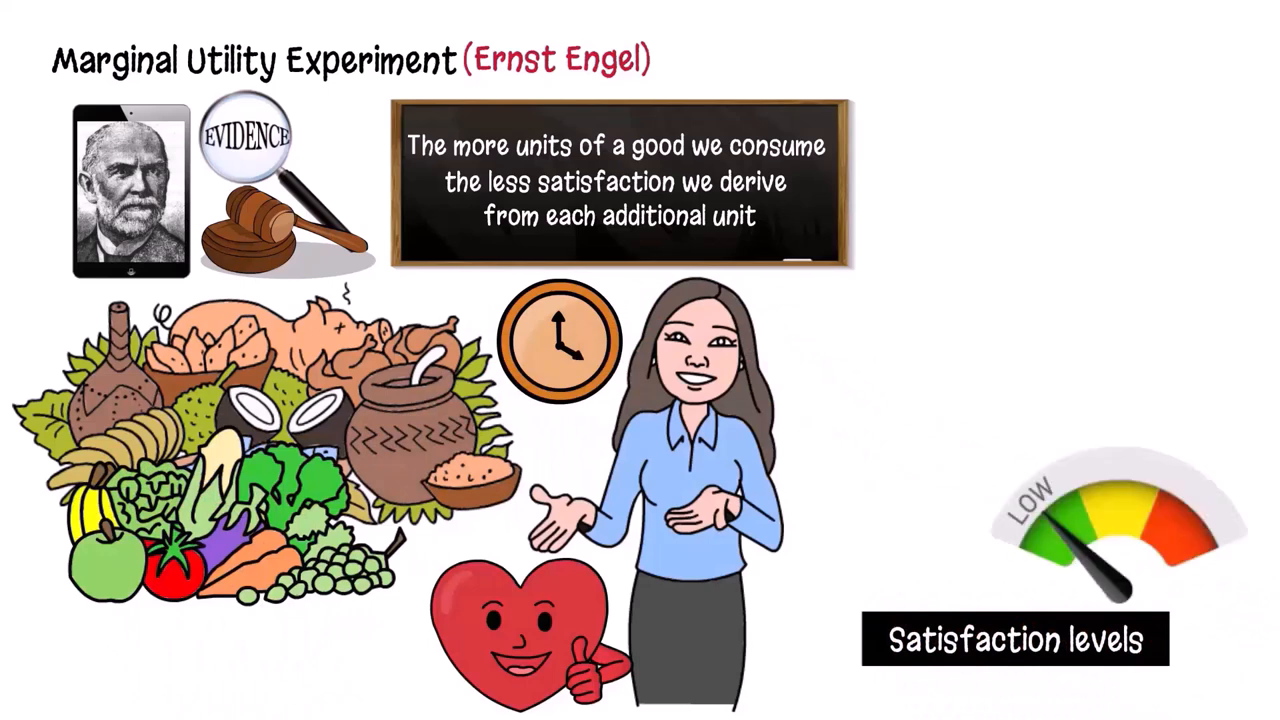 Marginal Utility Experiment (Ernst Engel)
EVIDENCE
The more units of a good we consume
the less satisfaction we derive
from each additional unit
LOW
Satisfaction levels